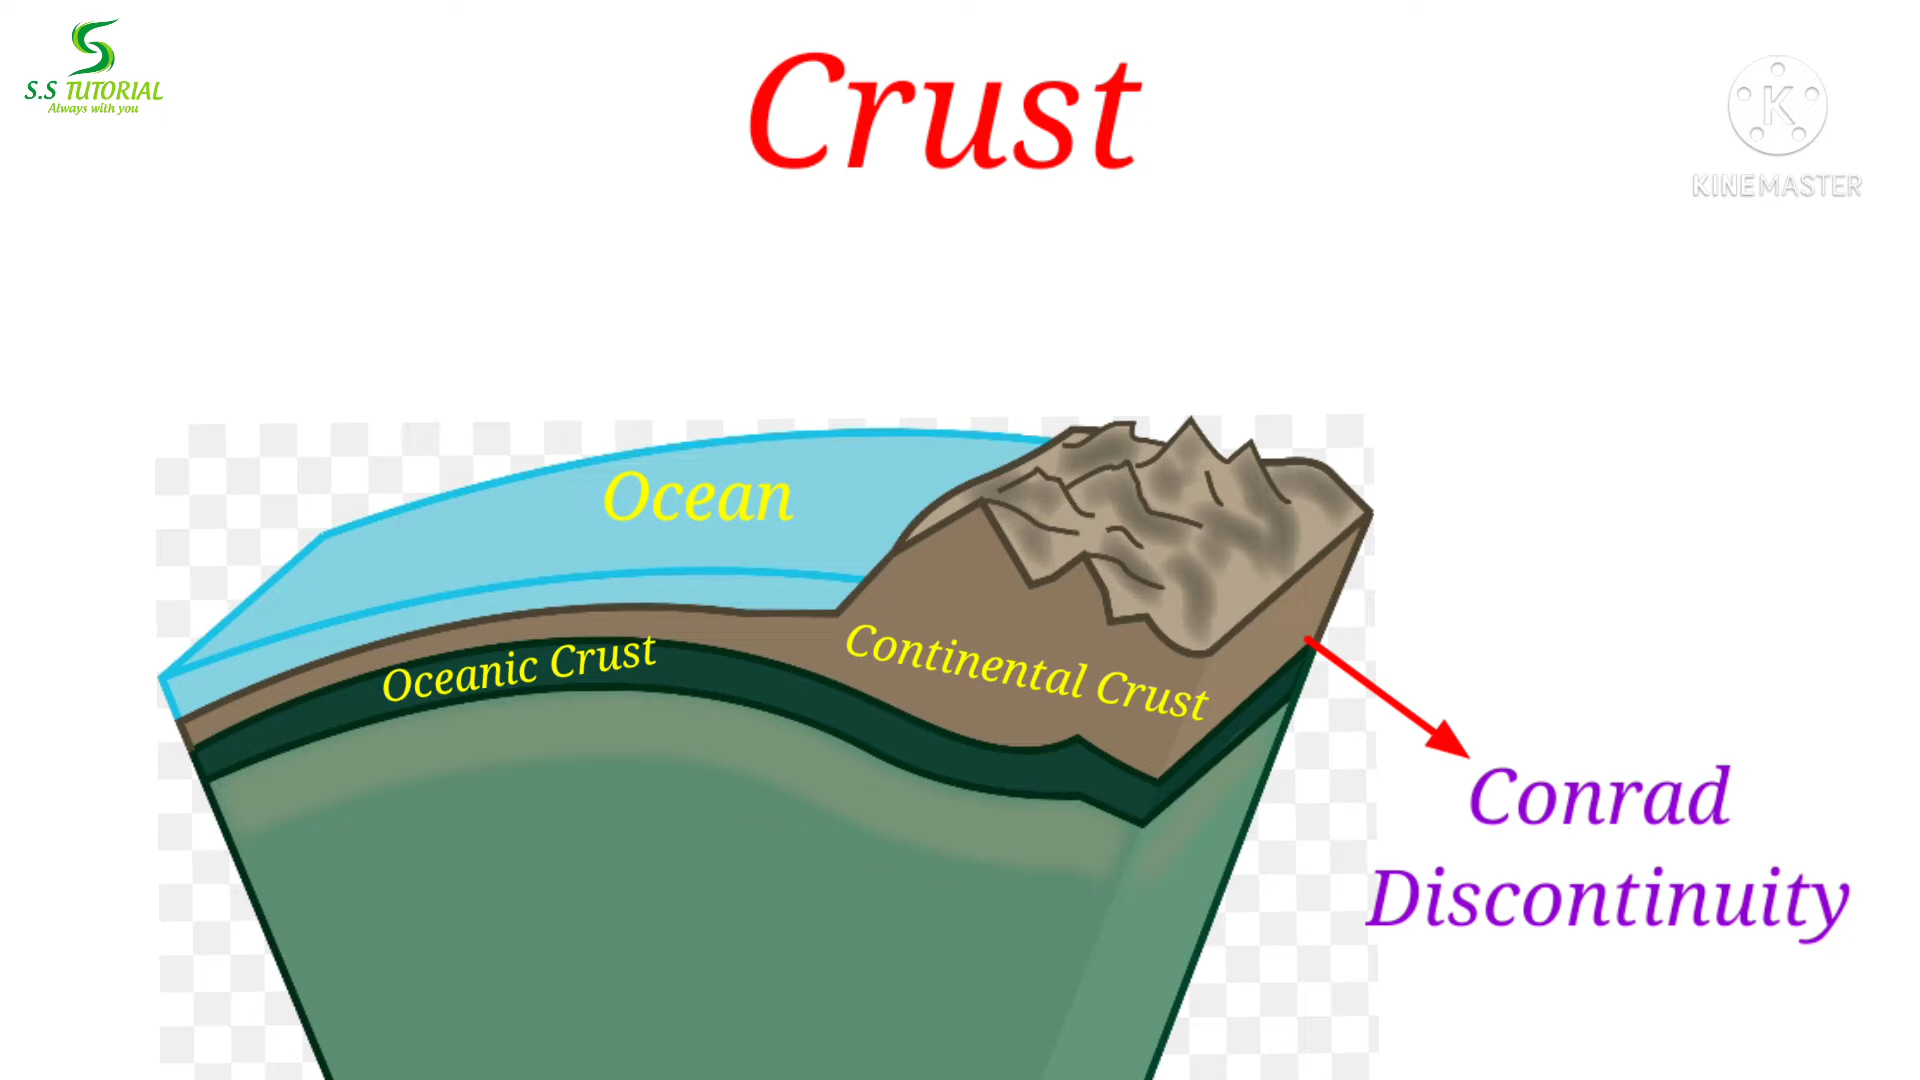 S.S TUTORIAL
Always with you
Crust
K
KINEMASTER
Ocean
Oceanic Crust
Continental Crust
Conrad
Discontinuity